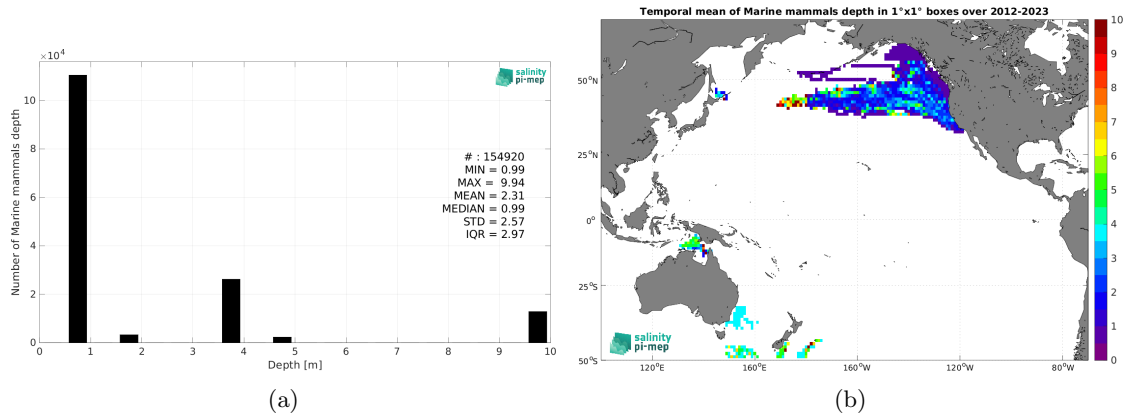 ×10⁴
10
8
6
4
2
0
Number of Marine mammals depth
salinity
pi-mep
# : 154920
MIN = 0.99
MAX = 9.94
MEAN = 2.31
MEDIAN = 0.99
STD = 2.57
IQR = 2.97
0 1 2 3 4 5 6 7 8 9 10
Depth [m]
(a)
Temporal mean of Marine mammals depth in 1°x1° boxes over 2012-2023
50°N
25°N
0°
25°S
50°S
120°E 160°E 160°W 120°W 80°W
salinity
pi-mep
10
9
8
7
6
5
4
3
2
1
0
(b)